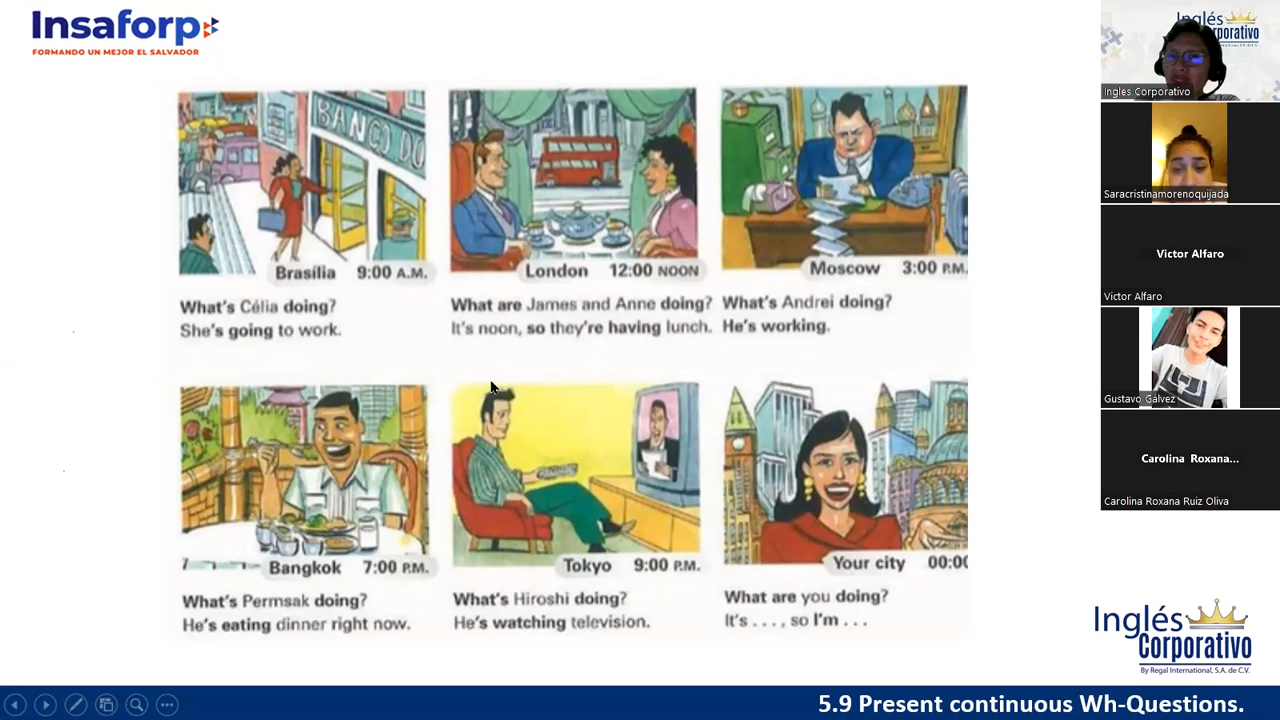 Insaforp
FORMANDO UN MEJOR EL SALVADOR
BANCO DO
Brasília 9:00 A.M.
What's Célia doing?
She's going to work.
London 12:00 NOON
What are James and Anne doing?
It's noon, so they're having lunch.
Moscow 3:00 P.M.
What's Andrei doing?
He's working.
Bangkok 7:00 P.M.
What's Permsak doing?
He's eating dinner right now.
Tokyo 9:00 P.M.
What's Hiroshi doing?
He's watching television.
Your city 00:00
What are you doing?
It's . . . , so I'm . . .
Inglés
Corporativo
Ingles Corporativo
Saracristinamorenoquijada
Victor Alfaro
Victor Alfaro
Gustavo Galvez
Carolina Roxana...
Carolina Roxana Ruiz Oliva
Inglés
Corporativo
By Regal International, S.A. de C.V.
5.9 Present continuous Wh-Questions.